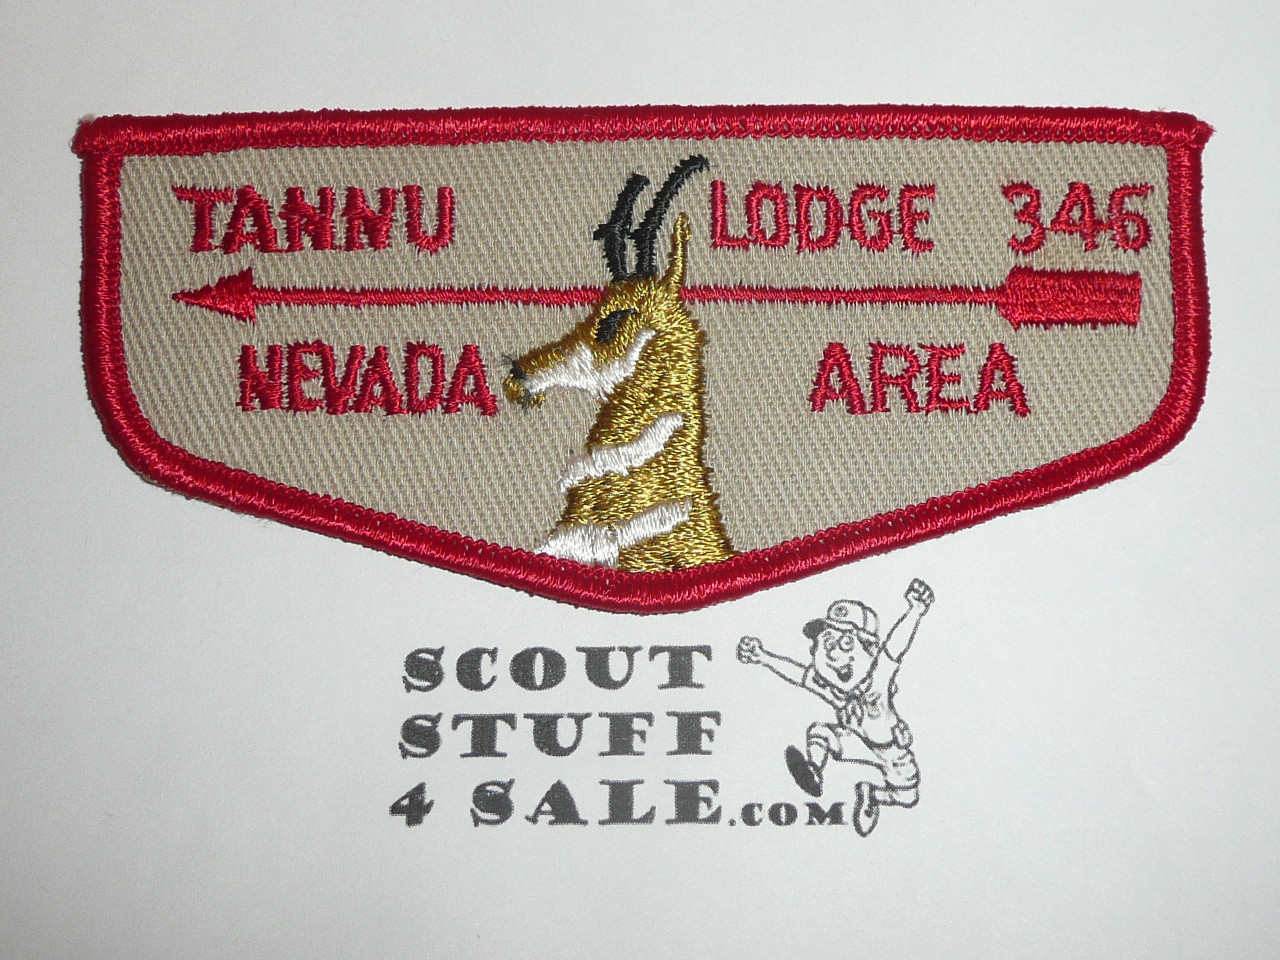 TANNU LODGE 346
NEVADA AREA
SCOUT
STUFF
4 SALE.COM